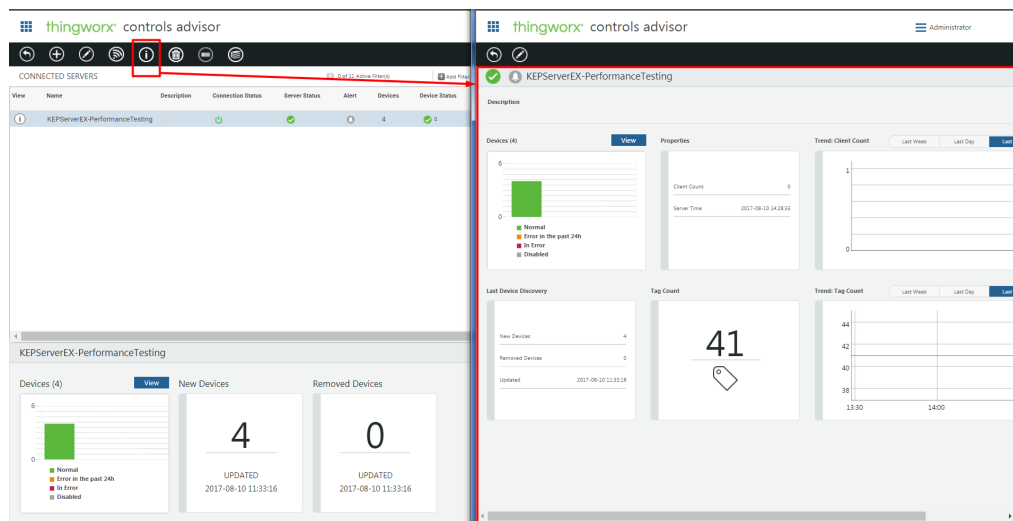 thingworx® controls advisor
CONNECTED SERVERS
0 of 11 Active Filter(s)
Add Filter
View Name Description Connection Status Server Status Alert Devices Device Status
KEPServerEX-PerformanceTesting 4 0
KEPServerEX-PerformanceTesting
Devices (4) View New Devices Removed Devices
6
0
Normal
Error in the past 24h
In Error
Disabled
4
UPDATED
2017-08-10 11:33:16
0
UPDATED
2017-08-10 11:33:16
thingworx® controls advisor
Administrator
KEPServerEX-PerformanceTesting
Description
Devices (4) View
6
0
Normal
Error in the past 24h
In Error
Disabled
Properties
Client Count 0
Server Time 2017-08-10 14:28:33
Trend: Client Count Last Week Last Day Last
1
0
Last Device Discovery
New Devices 4
Removed Devices 0
Updated 2017-08-10 11:33:16
Tag Count
41
Trend: Tag Count Last Week Last Day Last
44
42
40
38
13:30 14:00